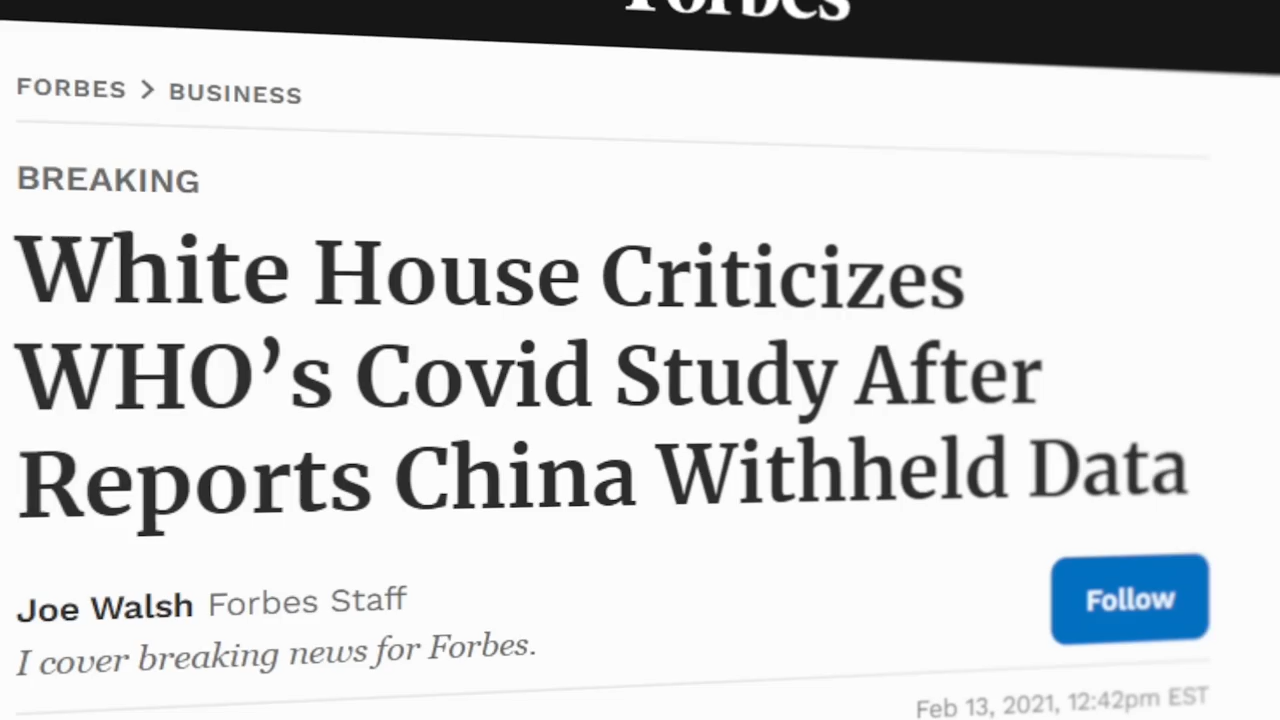 Forbes
FORBES > BUSINESS
BREAKING
White House Criticizes
WHO’s Covid Study After
Reports China Withheld Data
Joe Walsh Forbes Staff
Follow
I cover breaking news for Forbes.
Feb 13, 2021, 12:42pm EST